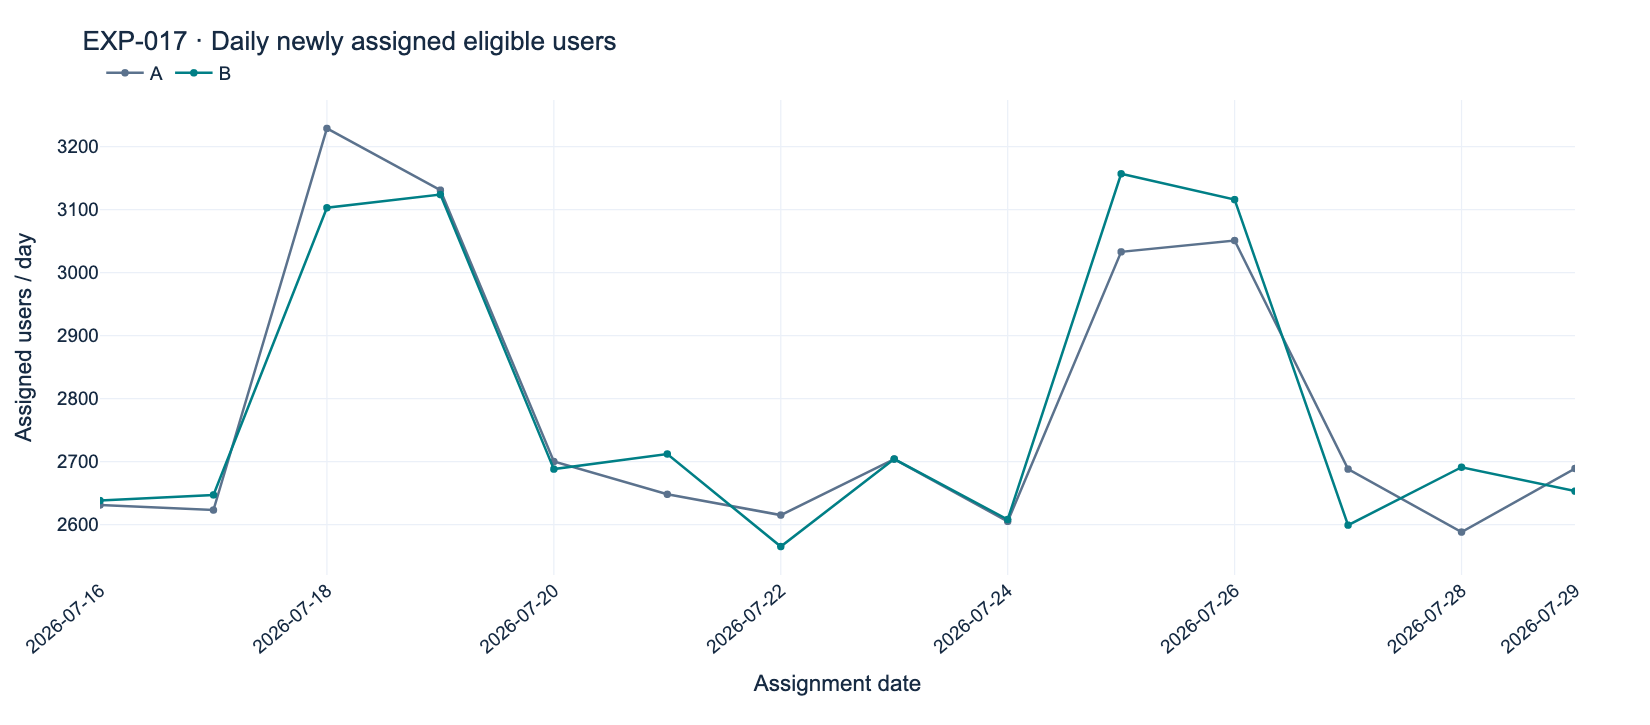 EXP-017 · Daily newly assigned eligible users
A B
3200
3100
3000
2900
2800
2700
2600
Assigned users / day
2026-07-16 2026-07-18 2026-07-20 2026-07-22 2026-07-24 2026-07-26 2026-07-28 2026-07-29
Assignment date